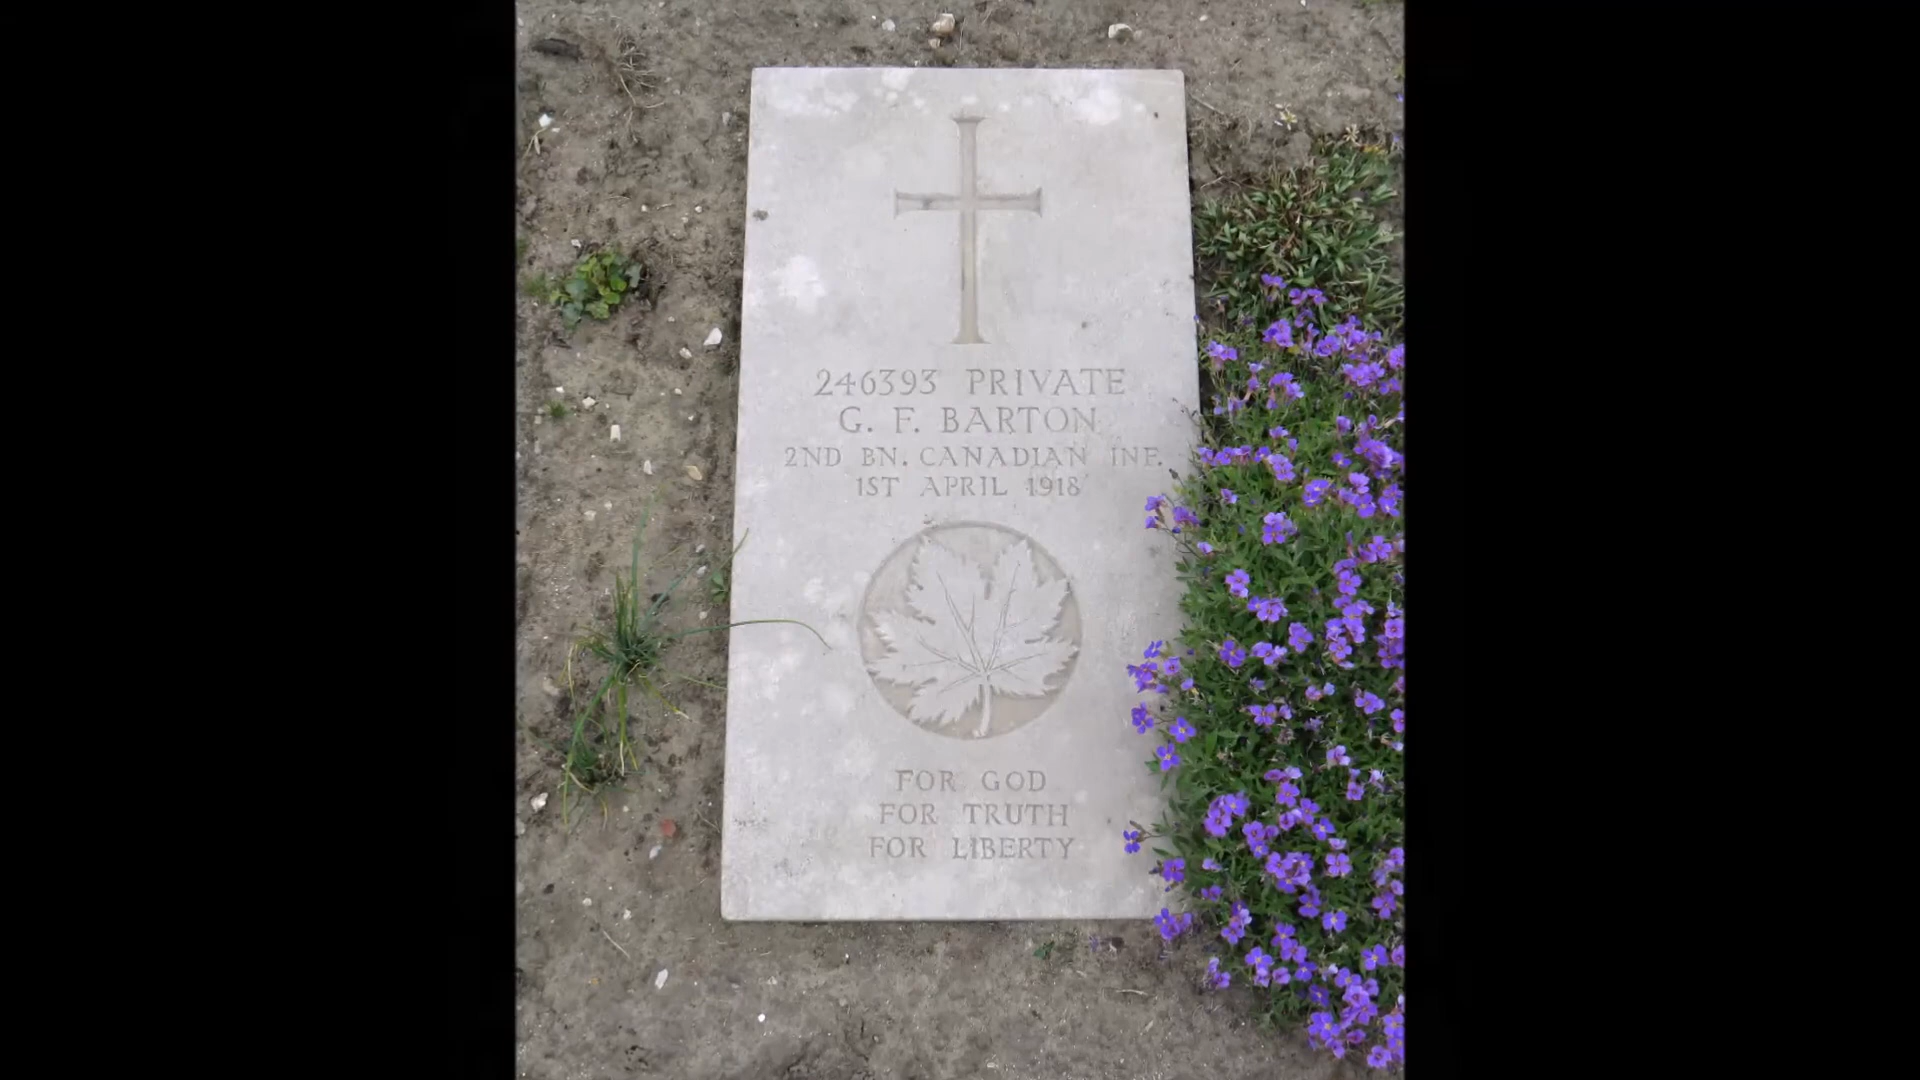 246393 PRIVATE
G. F. BARTON
2ND BN. CANADIAN INF.
1ST APRIL 1918
FOR GOD
FOR TRUTH
FOR LIBERTY